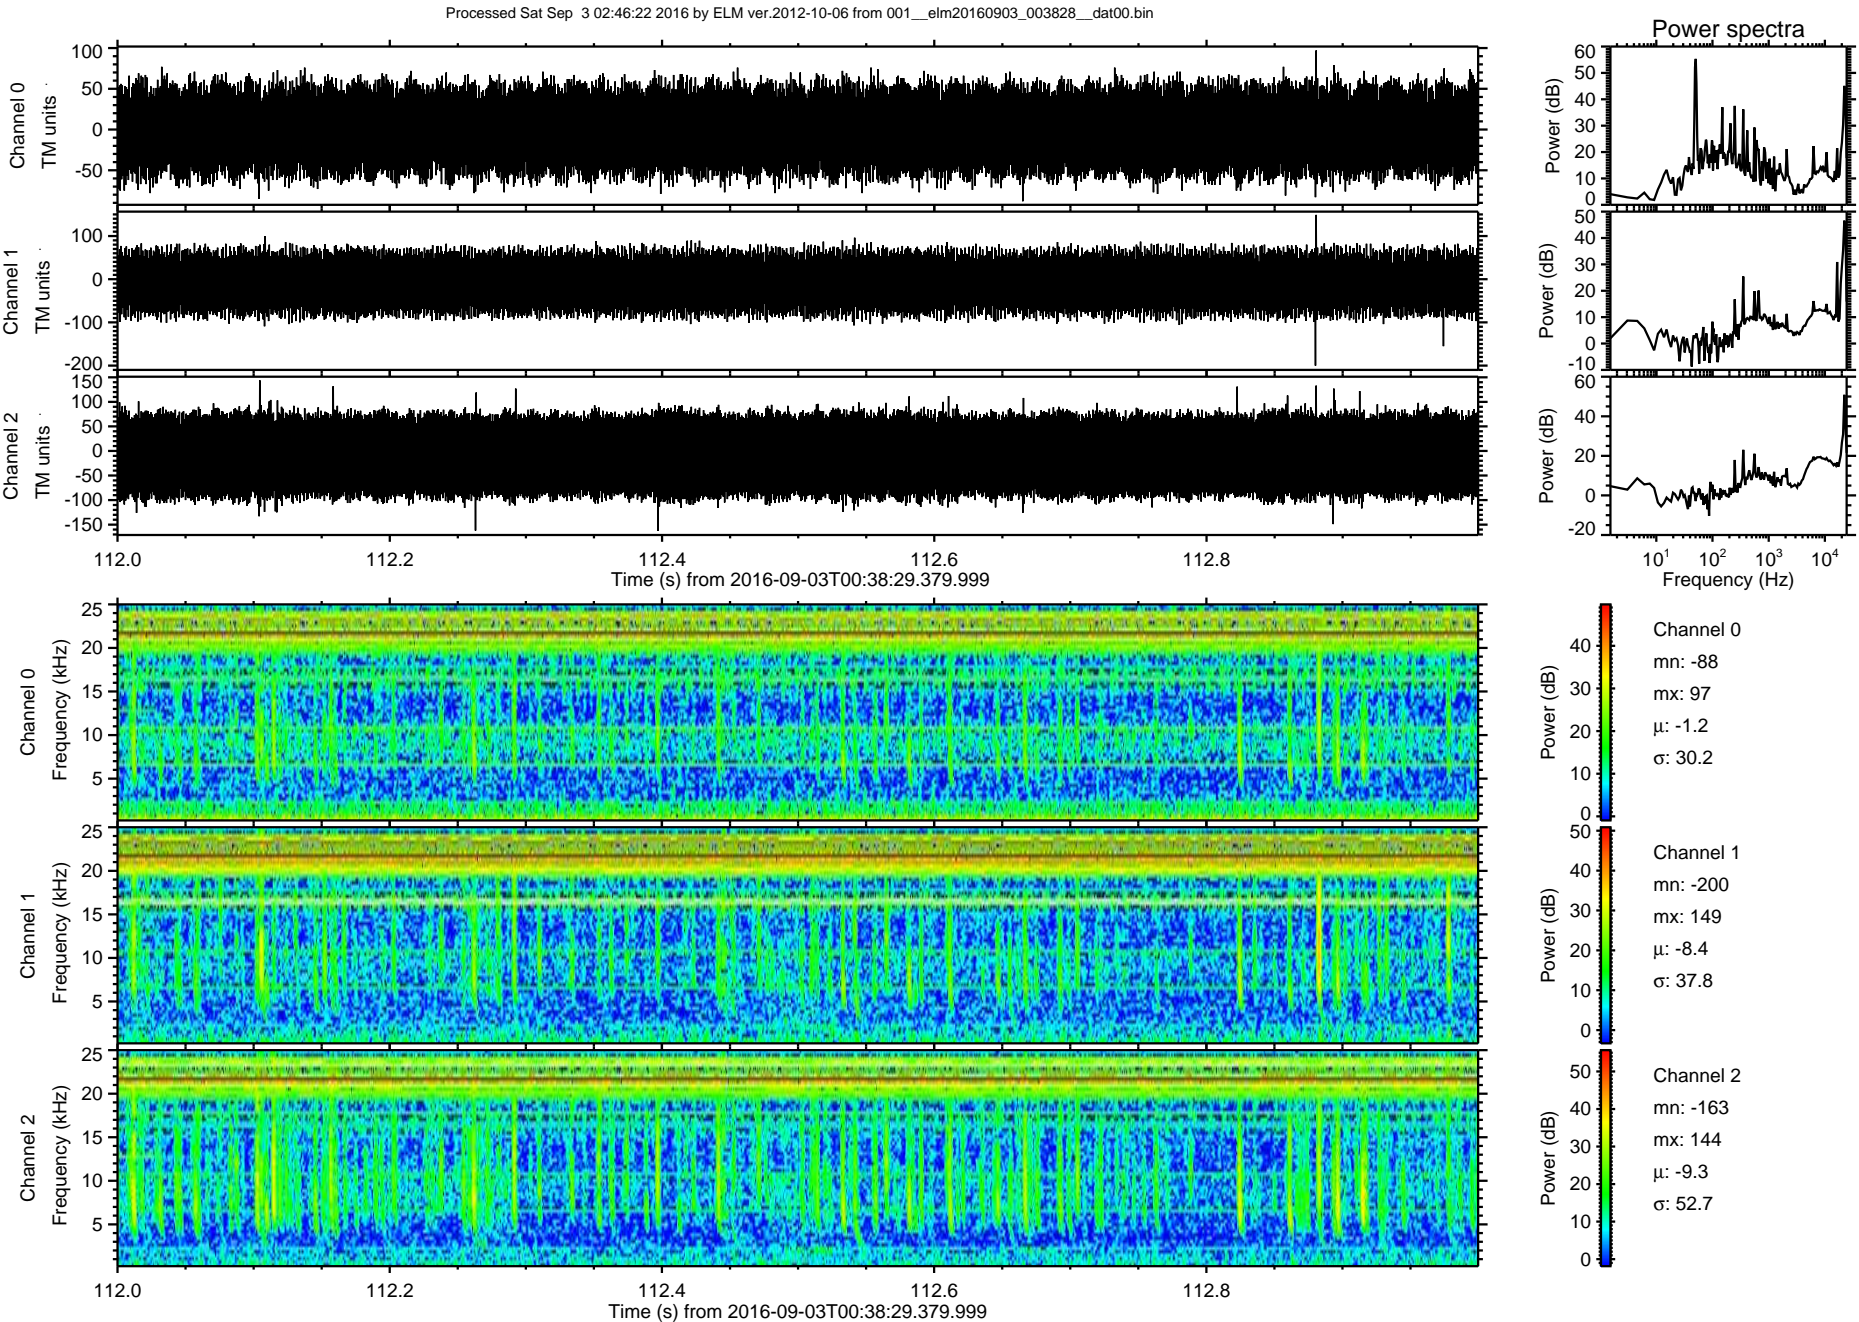 Processed Sat Sep  3 02:46:22 2016 by ELM ver.2012-10-06 from 001__elm20160903_003828__dat00.bin
Power spectra
Channel 0
TM units
100
50
0
-50
Power (dB)
60
50
40
30
20
10
0
Channel 1
TM units
100
0
-100
-200
Power (dB)
50
40
30
20
10
0
-10
Channel 2
TM units
150
100
50
0
-50
-100
-150
Power (dB)
60
40
20
0
-20
112.0 112.2 112.4 112.6 112.8
Time (s) from 2016-09-03T00:38:29.379.999
10^1 10^2 10^3 10^4
Frequency (Hz)
Channel 0
Frequency (kHz)
25
20
15
10
5
Power (dB)
40
30
20
10
0
Channel 0
mn: -88
mx: 97
μ: -1.2
σ: 30.2
Channel 1
Frequency (kHz)
25
20
15
10
5
Power (dB)
50
40
30
20
10
0
Channel 1
mn: -200
mx: 149
μ: -8.4
σ: 37.8
Channel 2
Frequency (kHz)
25
20
15
10
5
Power (dB)
50
40
30
20
10
0
Channel 2
mn: -163
mx: 144
μ: -9.3
σ: 52.7
112.0 112.2 112.4 112.6 112.8
Time (s) from 2016-09-03T00:38:29.379.999